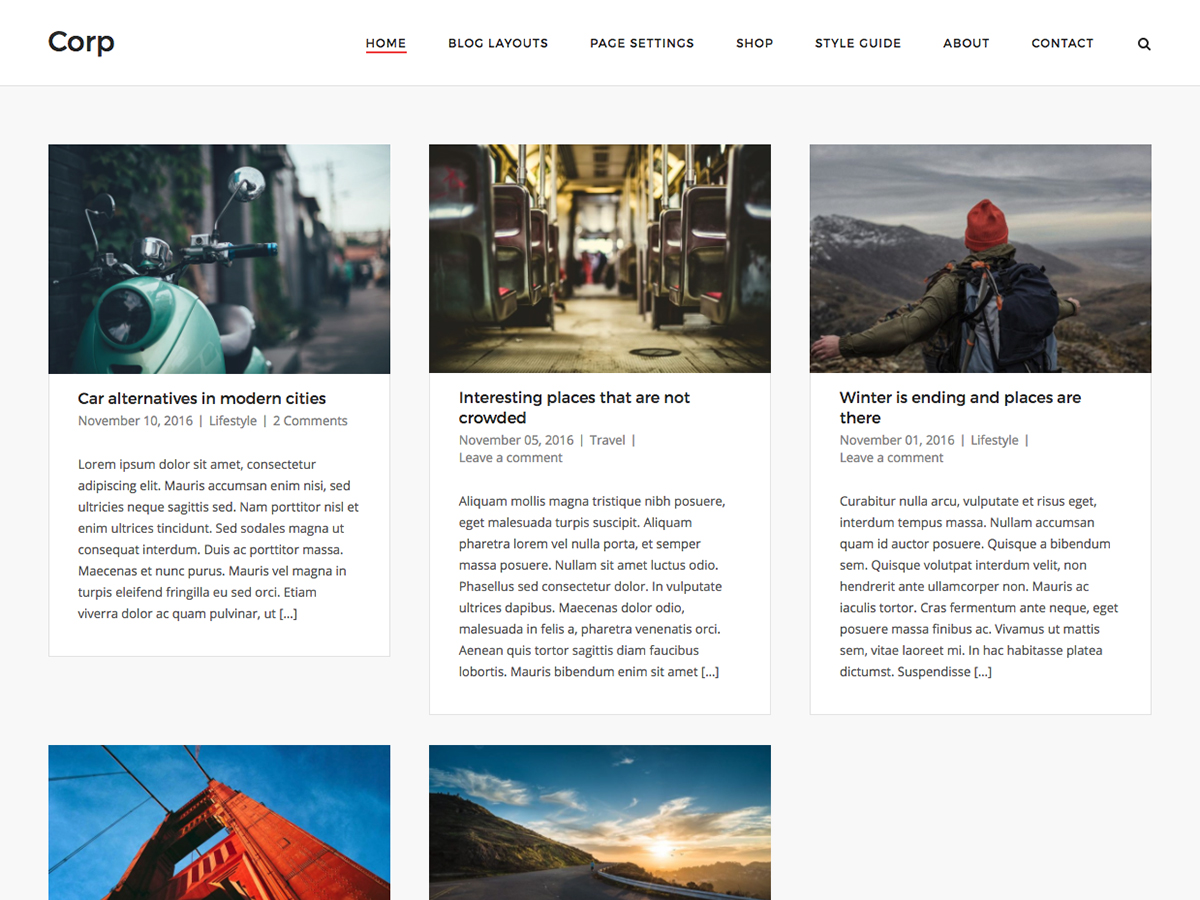 Corp
HOME BLOG LAYOUTS PAGE SETTINGS SHOP STYLE GUIDE ABOUT CONTACT
Car alternatives in modern cities
November 10, 2016 | Lifestyle | 2 Comments
Lorem ipsum dolor sit amet, consectetur
adipiscing elit. Mauris accumsan enim nisi, sed
ultricies neque sagittis sed. Nam porttitor nisl et
enim ultrices tincidunt. Sed sodales magna ut
consequat interdum. Duis ac porttitor massa.
Maecenas et nunc purus. Mauris vel magna in
turpis eleifend fringilla eu sed orci. Etiam
viverra dolor ac quam pulvinar, ut [...]
Interesting places that are not
crowded
November 05, 2016 | Travel |
Leave a comment
Aliquam mollis magna tristique nibh posuere,
eget malesuada turpis suscipit. Aliquam
pharetra lorem vel nulla porta, et semper
massa posuere. Nullam sit amet luctus odio.
Phasellus sed consectetur dolor. In vulputate
ultrices dapibus. Maecenas dolor odio,
malesuada in felis a, pharetra venenatis orci.
Aenean quis tortor sagittis diam faucibus
lobortis. Mauris bibendum enim sit amet [...]
Winter is ending and places are
there
November 01, 2016 | Lifestyle |
Leave a comment
Curabitur nulla arcu, vulputate et risus eget,
interdum tempus massa. Nullam accumsan
quam id auctor posuere. Quisque a bibendum
sem. Quisque volutpat interdum velit, non
hendrerit ante ullamcorper non. Mauris ac
iaculis tortor. Cras fermentum ante neque, eget
posuere massa finibus ac. Vivamus ut mattis
sem, vitae laoreet mi. In hac habitasse platea
dictumst. Suspendisse [...]